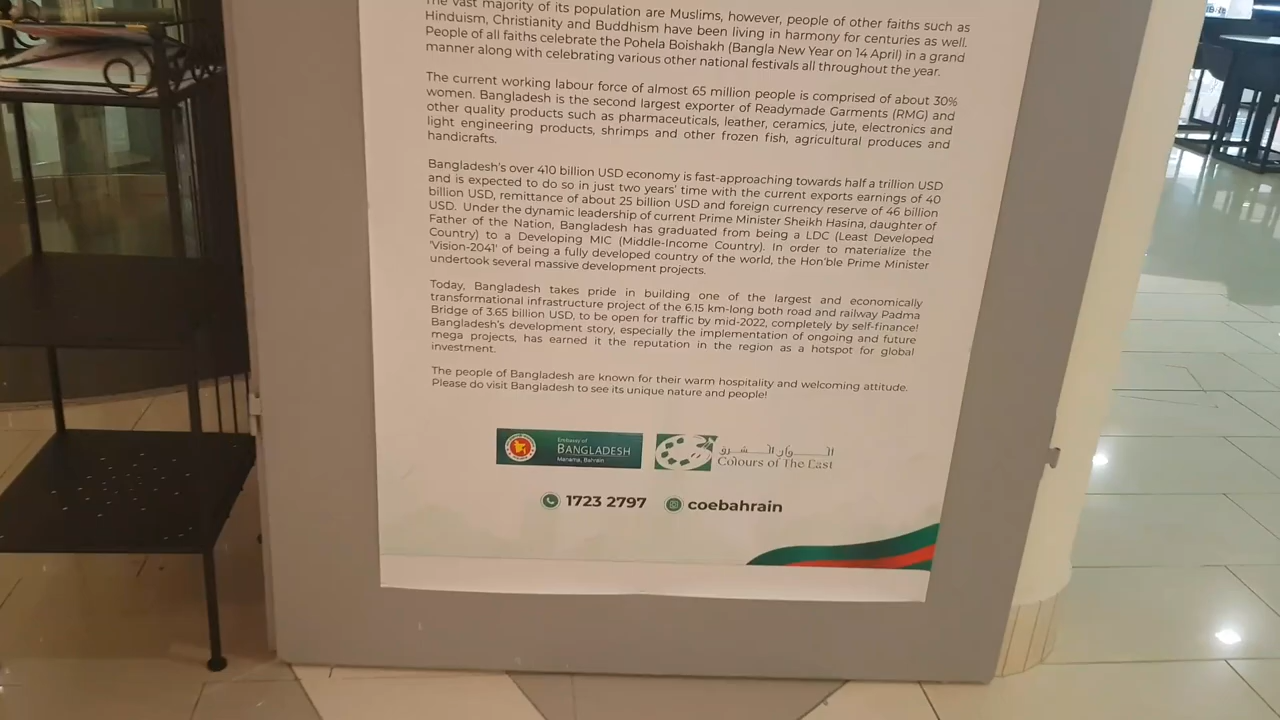 The vast majority of its population are Muslims, however, people of other faiths such as
Hinduism, Christianity and Buddhism have been living in harmony for centuries as well.
People of all faiths celebrate the Pohela Boishakh (Bangla New Year on 14 April) in a grand
manner along with celebrating various other national festivals all throughout the year.
The current working labour force of almost 65 million people is comprised of about 30%
women. Bangladesh is the second largest exporter of Readymade Garments (RMG) and
other quality products such as pharmaceuticals, leather, ceramics, jute, electronics and
light engineering products, shrimps and other frozen fish, agricultural produces and
handicrafts.
Bangladesh's over 410 billion USD economy is fast-approaching towards half a trillion USD
and is expected to do so in just two years' time with the current exports earnings of 40
billion USD, remittance of about 25 billion USD and foreign currency reserve of 46 billion
USD. Under the dynamic leadership of current Prime Minister Sheikh Hasina, daughter of
Father of the Nation, Bangladesh has graduated from being a LDC (Least Developed
Country) to a Developing MIC (Middle-Income Country). In order to materialize the
'Vision-2041' of being a fully developed country of the world, the Hon'ble Prime Minister
undertook several massive development projects.
Today, Bangladesh takes pride in building one of the largest and economically
transformational infrastructure project of the 6.15 km-long both road and railway Padma
Bridge of 3.65 billion USD, to be open for traffic by mid-2022, completely by self-finance!
Bangladesh's development story, especially the implementation of ongoing and future
mega projects, has earned it the reputation in the region as a hotspot for global
investment.
The people of Bangladesh are known for their warm hospitality and welcoming attitude.
Please do visit Bangladesh to see its unique nature and people!
Embassy of
BANGLADESH
Manama, Bahrain
الـــوان الـــشـــرق
Colours of The East
1723 2797 coebahrain